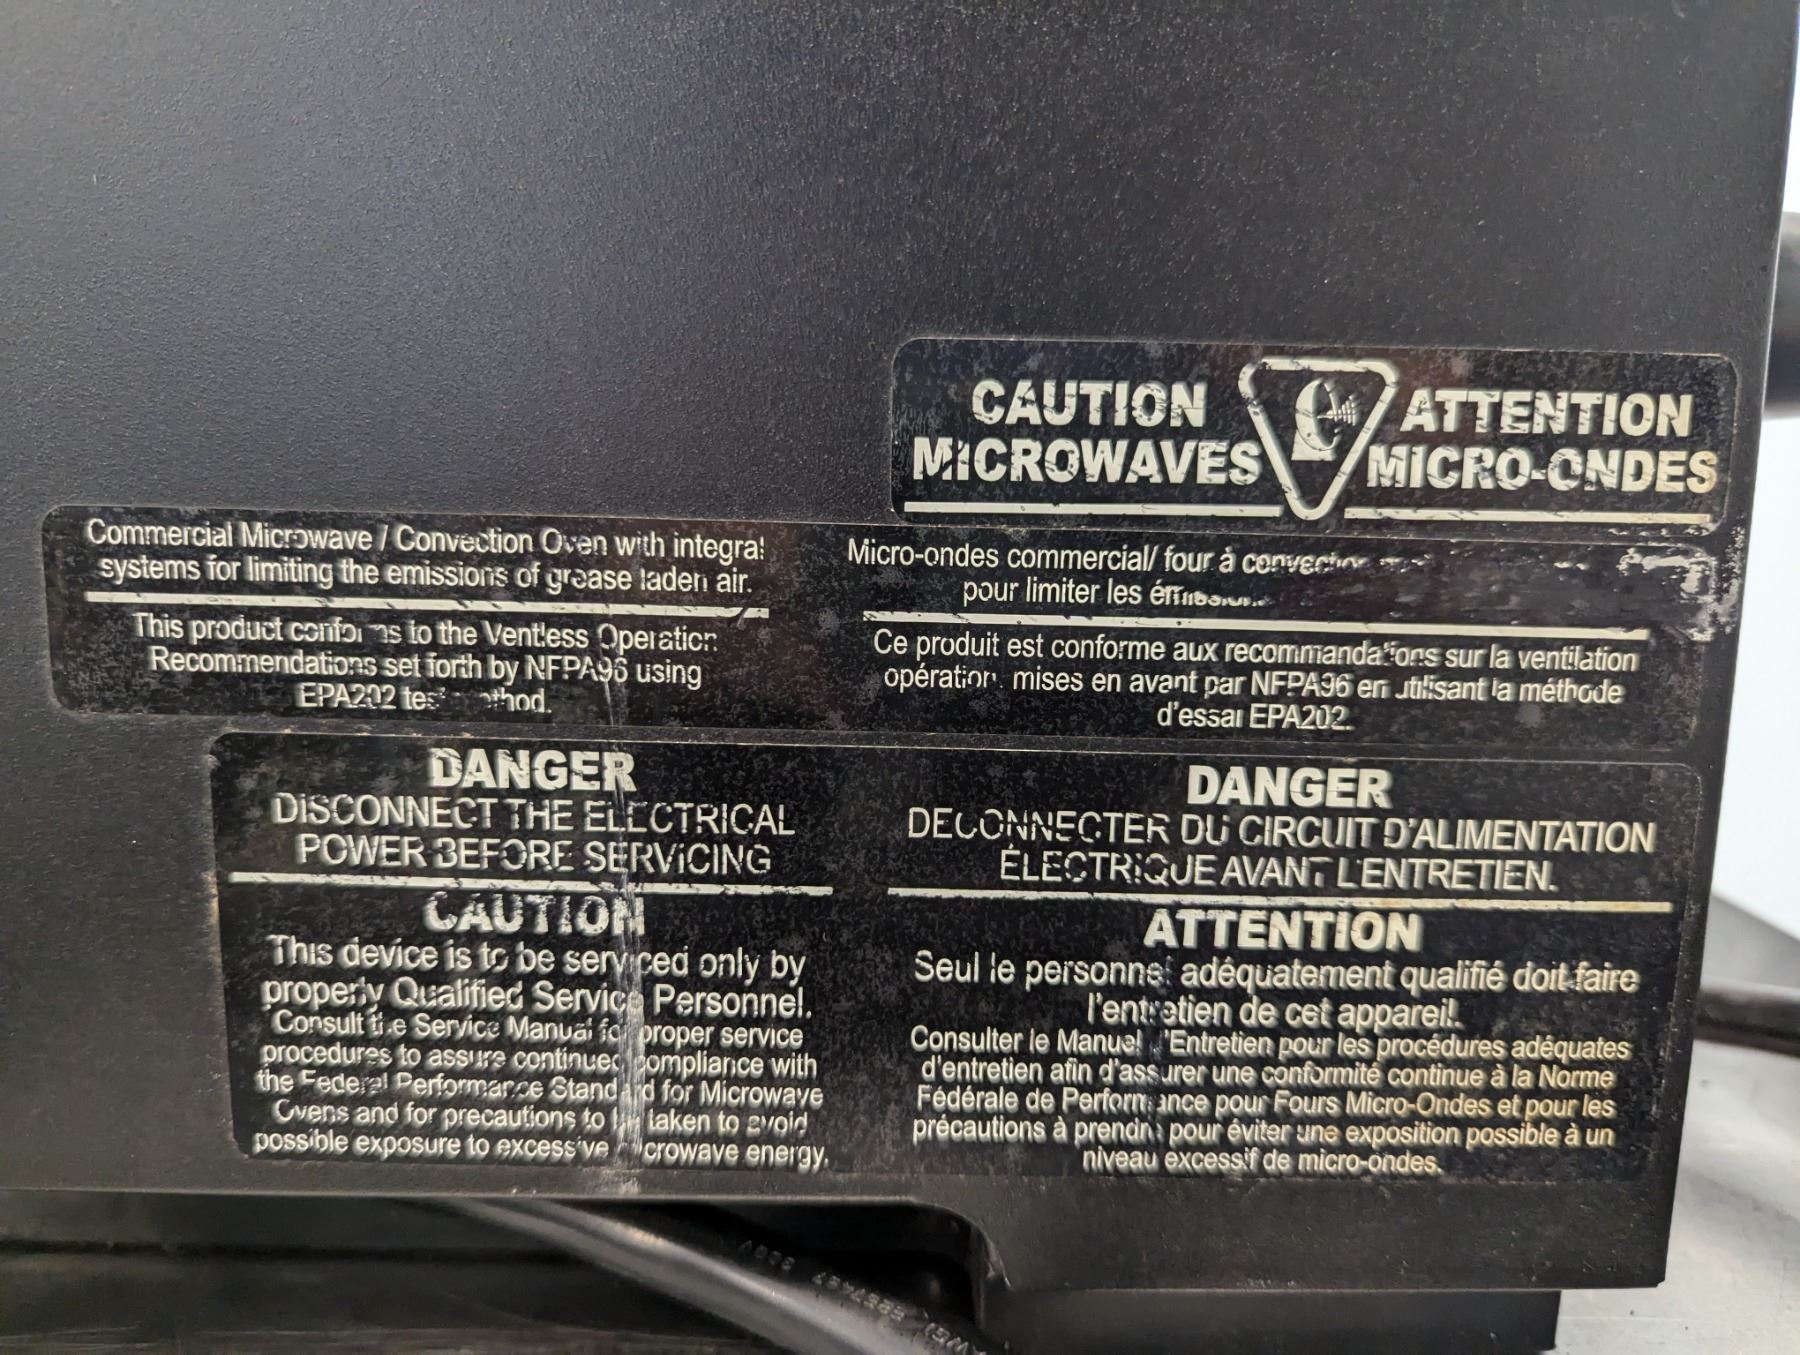 CAUTION
MICROWAVES
ATTENTION
MICRO-ONDES
Commercial Microwave / Convection Oven with integral
systems for limiting the emissions of grease laden air.
This product conforms to the Ventless Operation
Recommendations set forth by NFPA96 using
EPA202 test method.
Micro-ondes commercial/ four à convection
pour limiter les émissions
Ce produit est conforme aux recommandations sur la ventilation
opération mises en avant par NFPA96 en utilisant la méthode
d'essai EPA202.
DANGER
DISCONNECT THE ELECTRICAL
POWER BEFORE SERVICING
CAUTION
This device is to be serviced only by
properly Qualified Service Personnel.
Consult the Service Manual for proper service
procedures to assure continued compliance with
the Federal Performance Standard for Microwave
Ovens and for precautions to be taken to avoid
possible exposure to excessive microwave energy.
DANGER
DECONNECTER DU CIRCUIT D'ALIMENTATION
ÉLECTRIQUE AVANT L'ENTRETIEN.
ATTENTION
Seul le personnel adéquatement qualifié doit faire
l'entretien de cet appareil.
Consulter le Manuel d'Entretien pour les procédures adéquates
d'entretien afin d'assurer une conformité continue à la Norme
Fédérale de Performance pour Fours Micro-Ondes et pour les
précautions à prendre pour éviter une exposition possible à un
niveau excessif de micro-ondes.